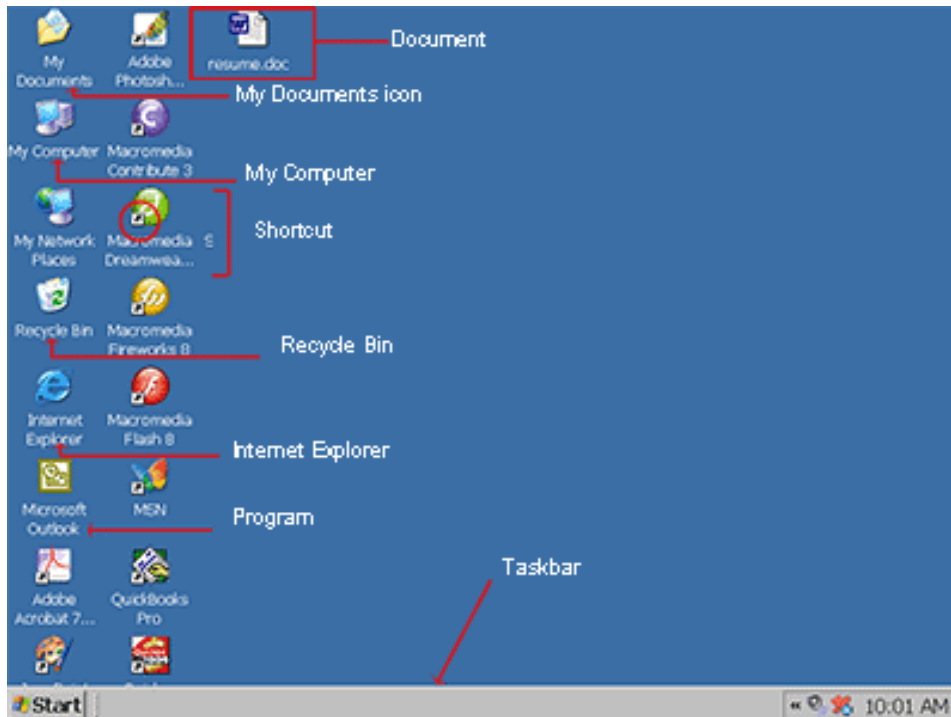 Document
My
Documents
Adobe
Photosh...
resume.doc
My Documents icon
My Computer
Macromedia
Contribute 3
My Computer
Shortcut
My Network
Places
Macromedia
Dreamwea...
S
Recycle Bin
Macromedia
Fireworks 8
Recycle Bin
Internet
Explorer
Macromedia
Flash 8
Internet Explorer
Microsoft
Outlook
MSN
Program
Taskbar
Adobe
Acrobat 7...
QuickBooks
Pro
Start
« 10:01 AM